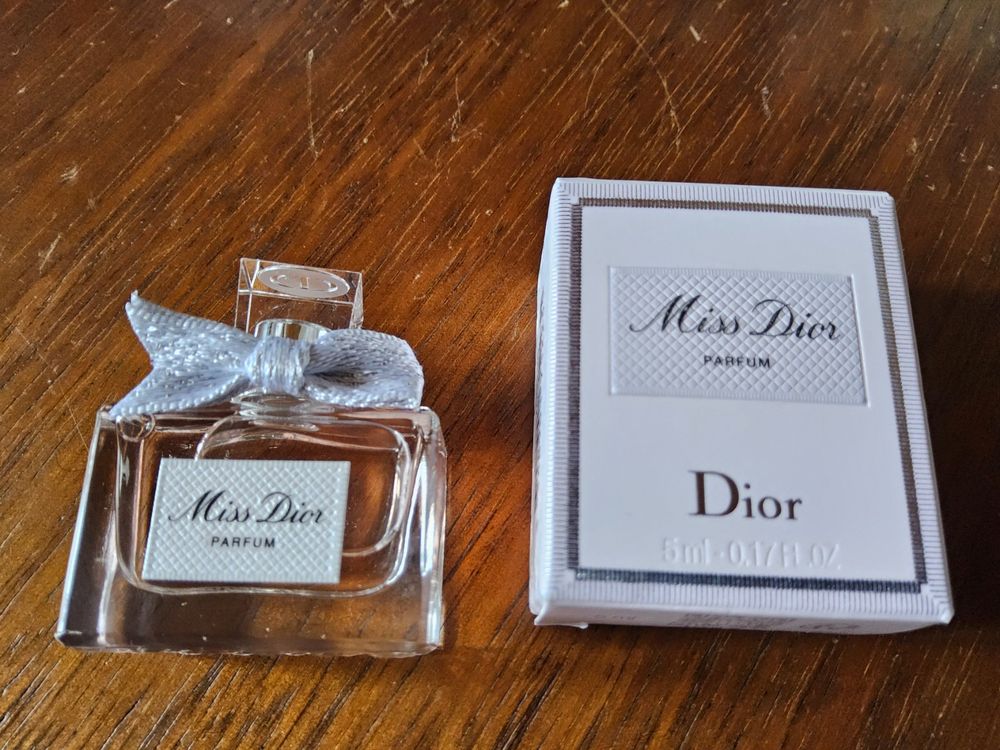 Miss Dior
PARFUM
Miss Dior
PARFUM
Dior
5 ml - 0.17 FL.OZ